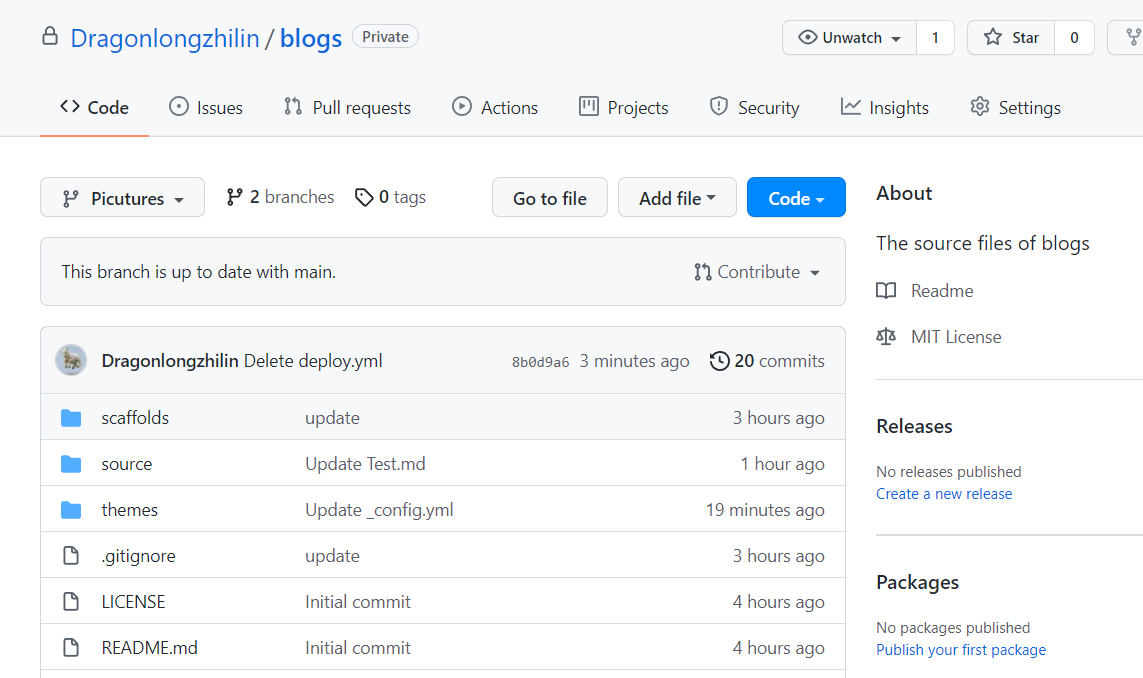 Dragonlongzhilin / blogs Private Unwatch 1 Star 0
Code Issues Pull requests Actions Projects Security Insights Settings
Picutures 2 branches 0 tags Go to file Add file Code
This branch is up to date with main. Contribute
Dragonlongzhilin Delete deploy.yml 8b0d9a6 3 minutes ago 20 commits
scaffolds update 3 hours ago
source Update Test.md 1 hour ago
themes Update _config.yml 19 minutes ago
.gitignore update 3 hours ago
LICENSE Initial commit 4 hours ago
README.md Initial commit 4 hours ago
About
The source files of blogs
Readme
MIT License
Releases
No releases published
Create a new release
Packages
No packages published
Publish your first package